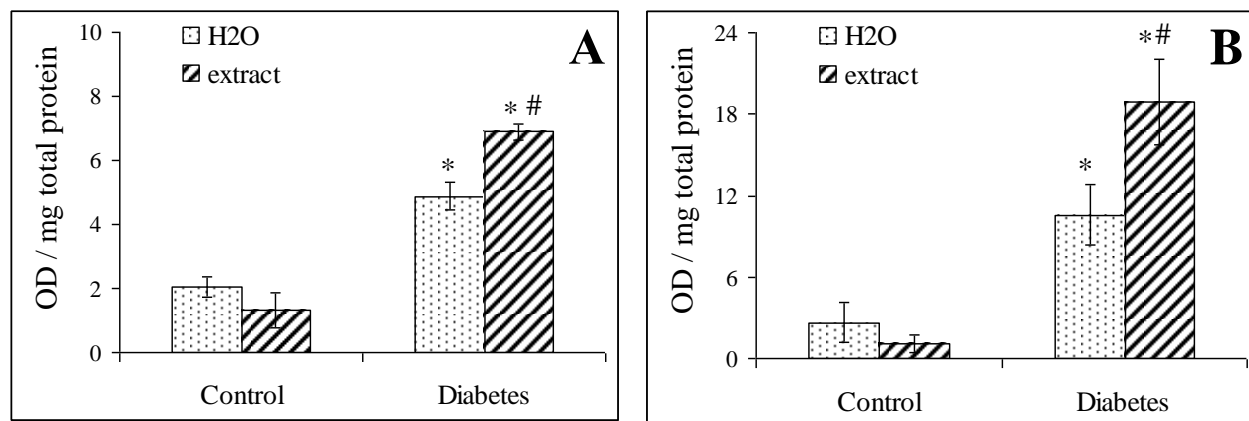 A
OD / mg total protein
10
8
6
4
2
0
H2O
extract
*
* #
Control
Diabetes
B
OD / mg total protein
24
18
12
6
0
H2O
extract
*
*#
Control
Diabetes